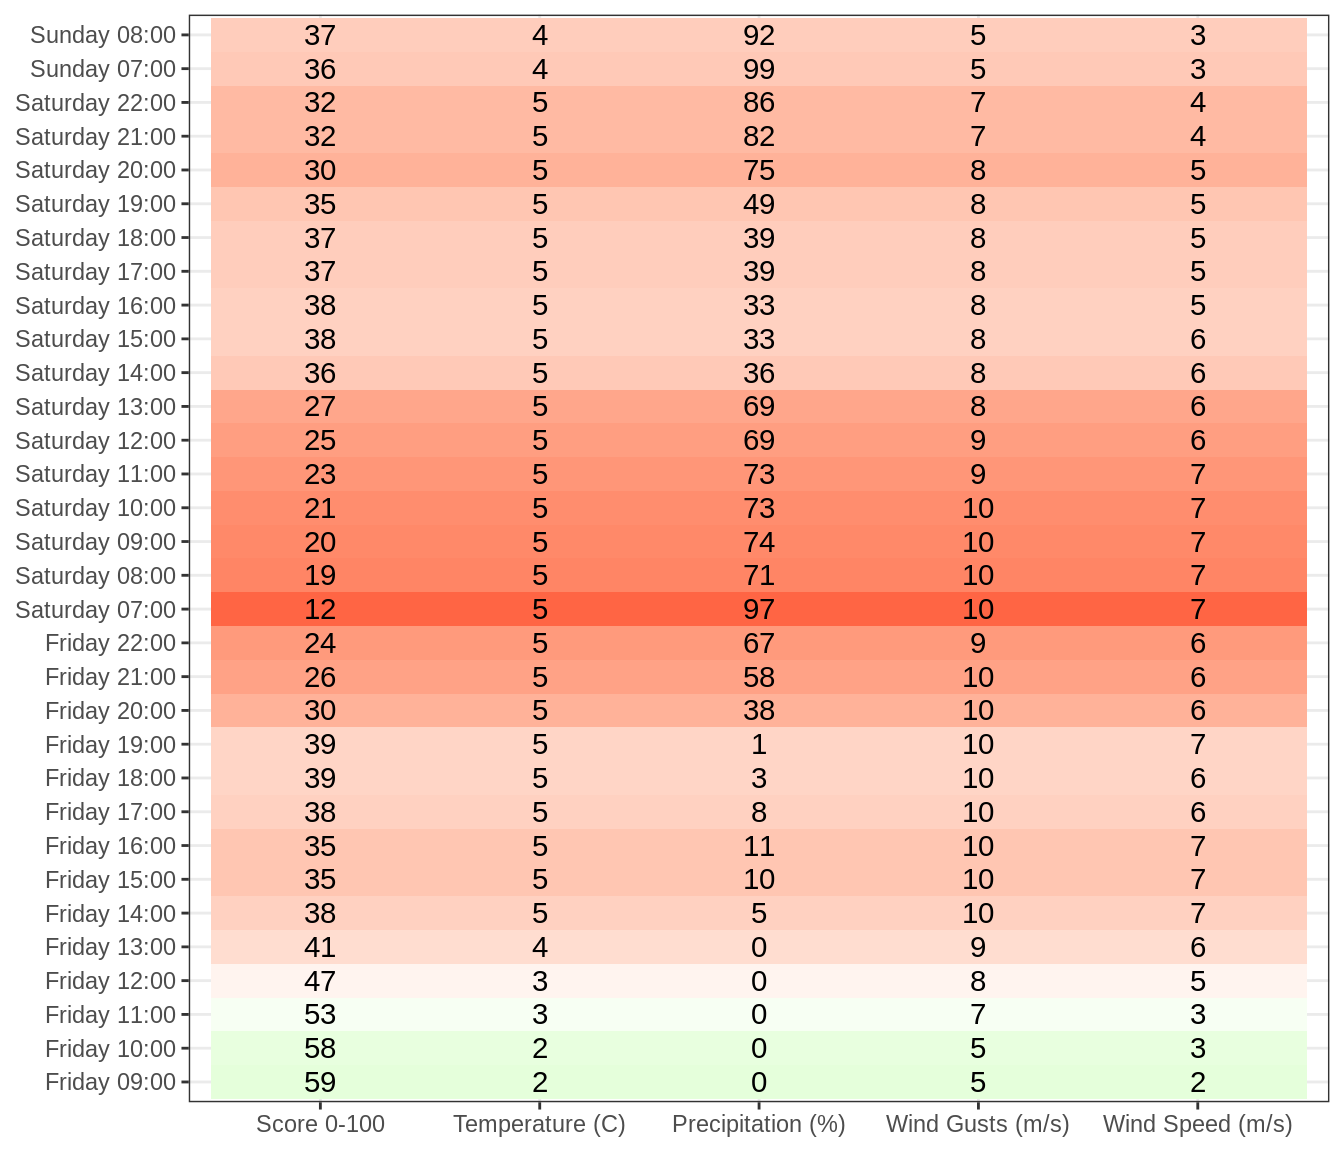 Sunday 08:00 37 4 92 5 3
Sunday 07:00 36 4 99 5 3
Saturday 22:00 32 5 86 7 4
Saturday 21:00 32 5 82 7 4
Saturday 20:00 30 5 75 8 5
Saturday 19:00 35 5 49 8 5
Saturday 18:00 37 5 39 8 5
Saturday 17:00 37 5 39 8 5
Saturday 16:00 38 5 33 8 5
Saturday 15:00 38 5 33 8 6
Saturday 14:00 36 5 36 8 6
Saturday 13:00 27 5 69 8 6
Saturday 12:00 25 5 69 9 6
Saturday 11:00 23 5 73 9 7
Saturday 10:00 21 5 73 10 7
Saturday 09:00 20 5 74 10 7
Saturday 08:00 19 5 71 10 7
Saturday 07:00 12 5 97 10 7
Friday 22:00 24 5 67 9 6
Friday 21:00 26 5 58 10 6
Friday 20:00 30 5 38 10 6
Friday 19:00 39 5 1 10 7
Friday 18:00 39 5 3 10 6
Friday 17:00 38 5 8 10 6
Friday 16:00 35 5 11 10 7
Friday 15:00 35 5 10 10 7
Friday 14:00 38 5 5 10 7
Friday 13:00 41 4 0 9 6
Friday 12:00 47 3 0 8 5
Friday 11:00 53 3 0 7 3
Friday 10:00 58 2 0 5 3
Friday 09:00 59 2 0 5 2
Score 0-100 Temperature (C) Precipitation (%) Wind Gusts (m/s) Wind Speed (m/s)